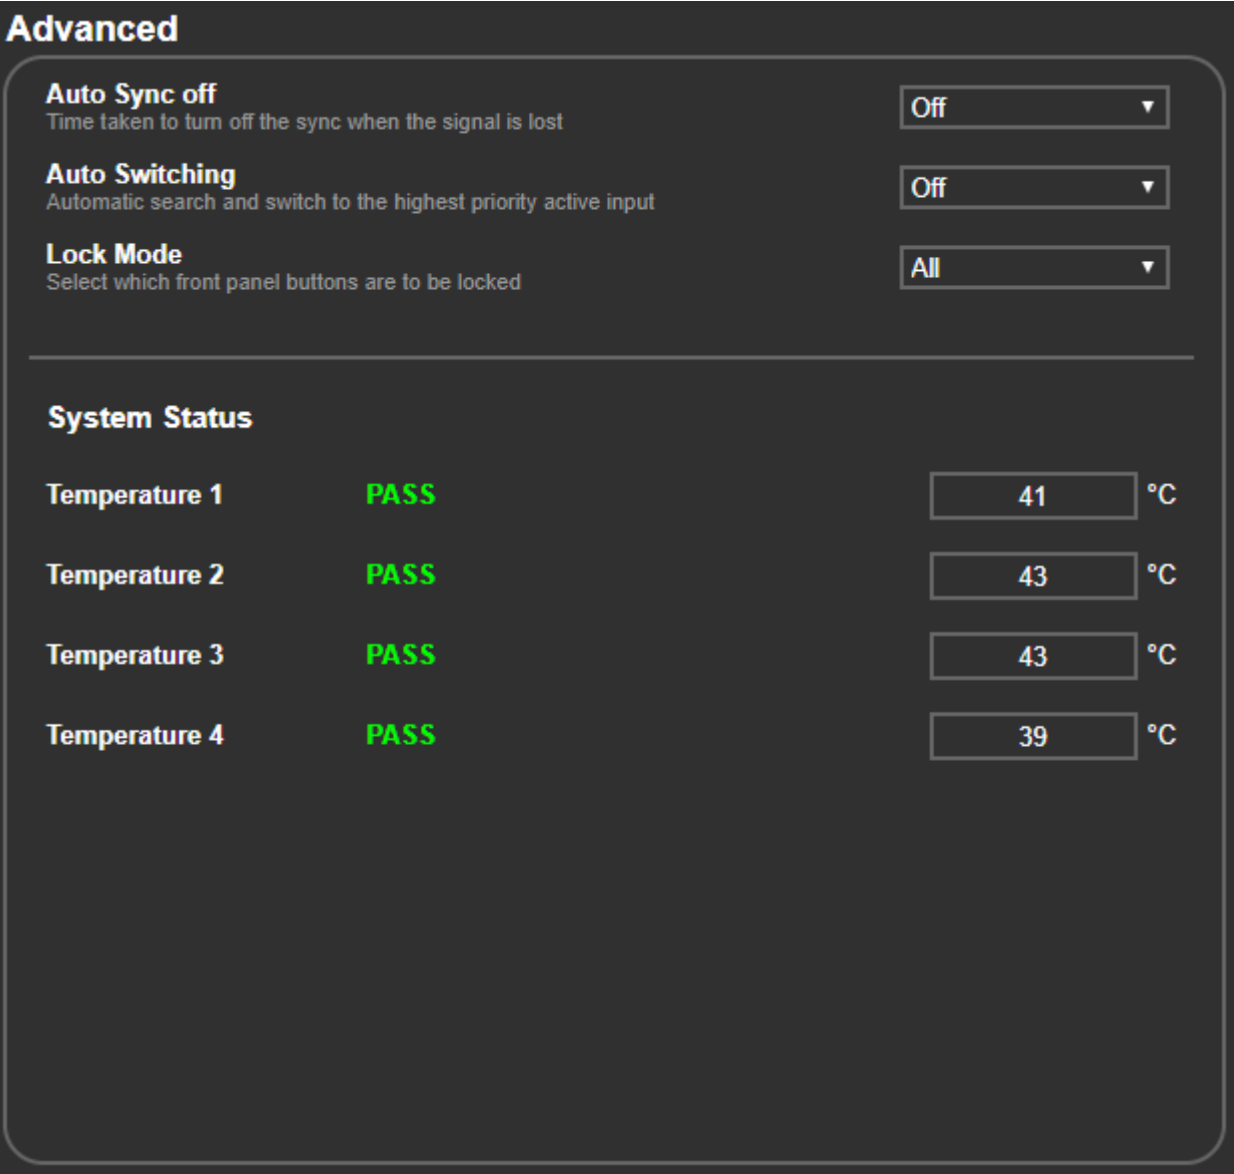 Advanced
Auto Sync off
Time taken to turn off the sync when the signal is lost
Off
Auto Switching
Automatic search and switch to the highest priority active input
Off
Lock Mode
Select which front panel buttons are to be locked
All
System Status
Temperature 1 PASS 41 °C
Temperature 2 PASS 43 °C
Temperature 3 PASS 43 °C
Temperature 4 PASS 39 °C